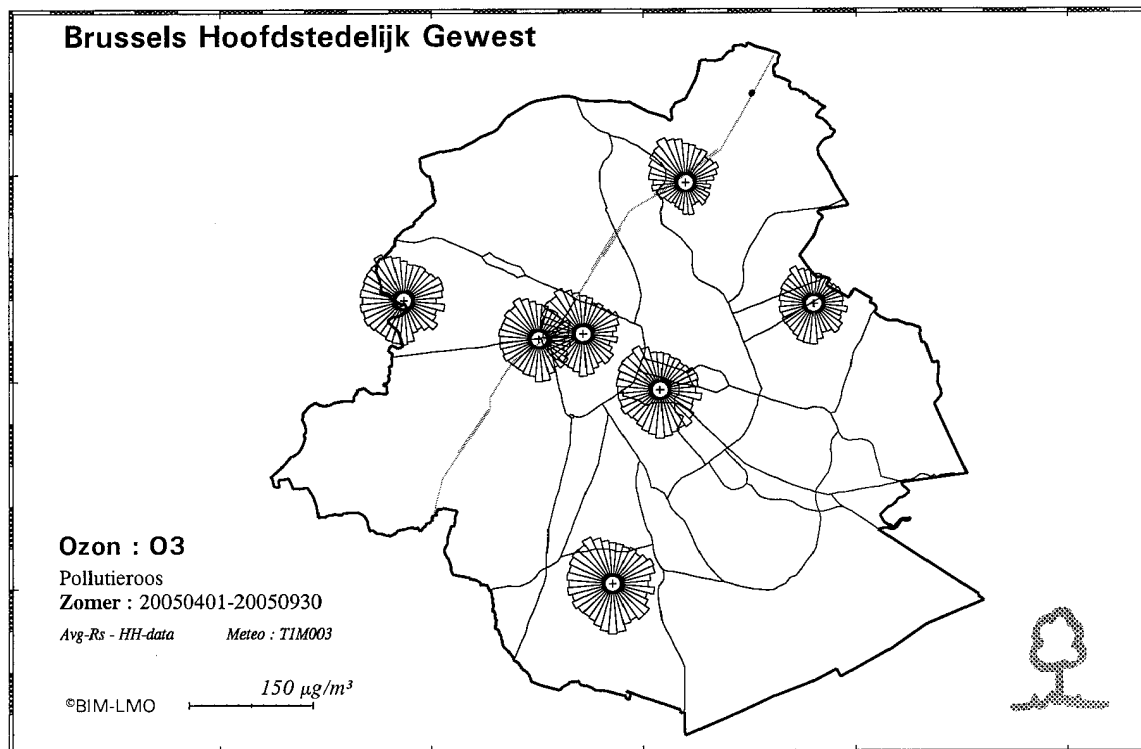 Brussels Hoofdstedelijk Gewest
Ozon : O3
Pollutieroos
Zomer : 20050401-20050930
Avg-Rs - HH-data Meteo : TIM003
150 µg/m³
©BIM-LMO